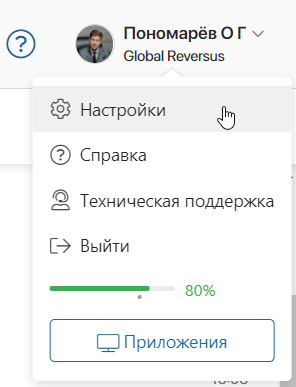 Пономарёв О Г
Global Reversus
Настройки
Справка
Техническая поддержка
Выйти
80%
Приложения